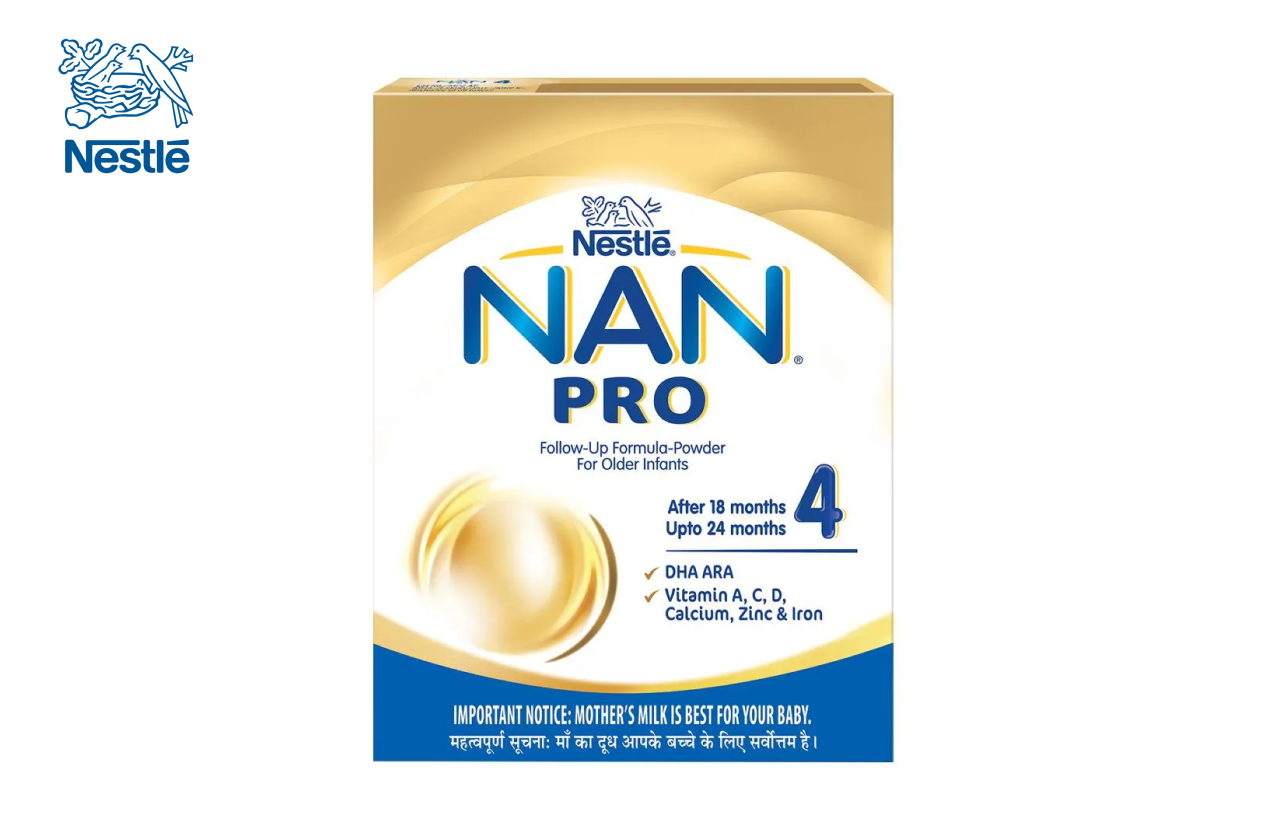 Nestlé
NAN 4
Nestlé®
NAN®
PRO
Follow-Up Formula-Powder
For Older Infants
After 18 months
Upto 24 months
4
DHA ARA
Vitamin A, C, D,
Calcium, Zinc & Iron
IMPORTANT NOTICE: MOTHER'S MILK IS BEST FOR YOUR BABY.
महत्वपूर्ण सूचना: माँ का दूध आपके बच्चे के लिए सर्वोत्तम है।